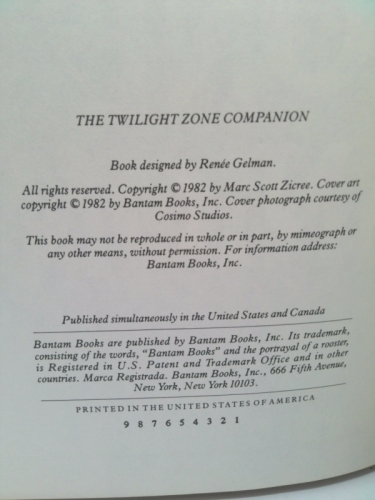 THE TWILIGHT ZONE COMPANION
Book designed by Renée Gelman.
All rights reserved. Copyright © 1982 by Marc Scott Zicree. Cover art
copyright © 1982 by Bantam Books, Inc. Cover photograph courtesy of
Cosimo Studios.
This book may not be reproduced in whole or in part, by mimeograph or
any other means, without permission. For information address:
Bantam Books, Inc.
Published simultaneously in the United States and Canada
Bantam Books are published by Bantam Books, Inc. Its trademark,
consisting of the words, "Bantam Books" and the portrayal of a rooster,
is Registered in U.S. Patent and Trademark Office and in other
countries. Marca Registrada. Bantam Books, Inc., 666 Fifth Avenue,
New York, New York 10103.
PRINTED IN THE UNITED STATES OF AMERICA
9 8 7 6 5 4 3 2 1